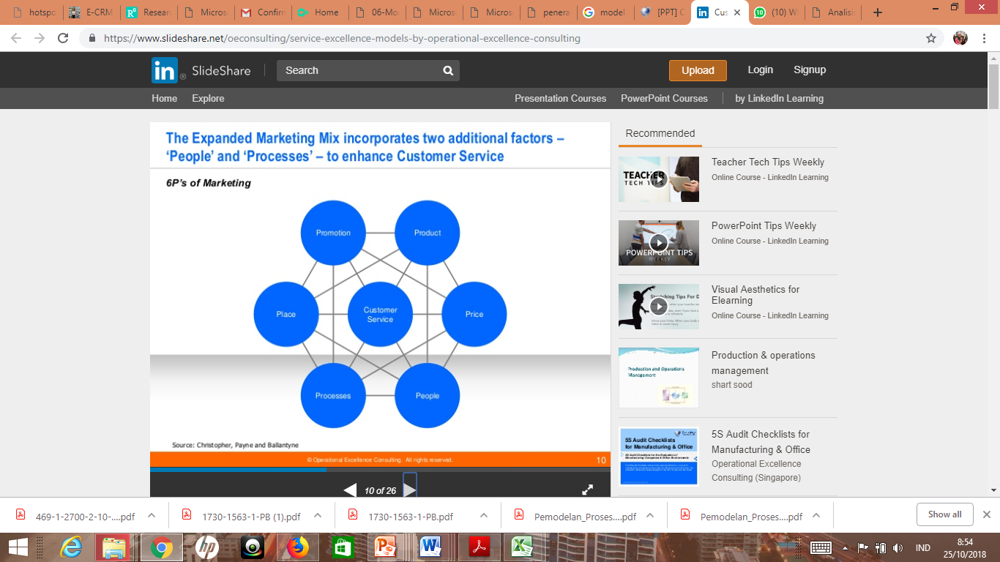 hotspo
E-CRM
Resear
Micros
Confirm
Home
06-Mo
Micros
Micros
penera
model
[PPT] C
Cus
(10) W
Analisi
https://www.slideshare.net/oeconsulting/service-excellence-models-by-operational-excellence-consulting
in SlideShare
Search
Upload
Login
Signup
Home
Explore
Presentation Courses
PowerPoint Courses
by LinkedIn Learning
The Expanded Marketing Mix incorporates two additional factors –
‘People’ and ‘Processes’ – to enhance Customer Service
6P’s of Marketing
Promotion
Product
Place
Customer
Service
Price
Processes
People
Source: Christopher, Payne and Ballantyne
© Operational Excellence Consulting. All rights reserved.
10
10 of 26
Recommended
TEACHER
TECH TIPS
Teacher Tech Tips Weekly
Online Course - LinkedIn Learning
POWERPOINT TIPS
WEEKLY
PowerPoint Tips Weekly
Online Course - LinkedIn Learning
Stretching Tips For D
Visual Aesthetics for
Elearning
Online Course - LinkedIn Learning
Production and Operations
Management
Production & operations
management
shart sood
5S Audit Checklists
for Manufacturing & Office
5S Audit Checklists for
Manufacturing & Office
Operational Excellence
Consulting (Singapore)
469-1-2700-2-10-....pdf
1730-1563-1-PB (1).pdf
1730-1563-1-PB.pdf
Pemodelan_Proses....pdf
Pemodelan_Proses....pdf
Show all
IND
8:54
25/10/2018